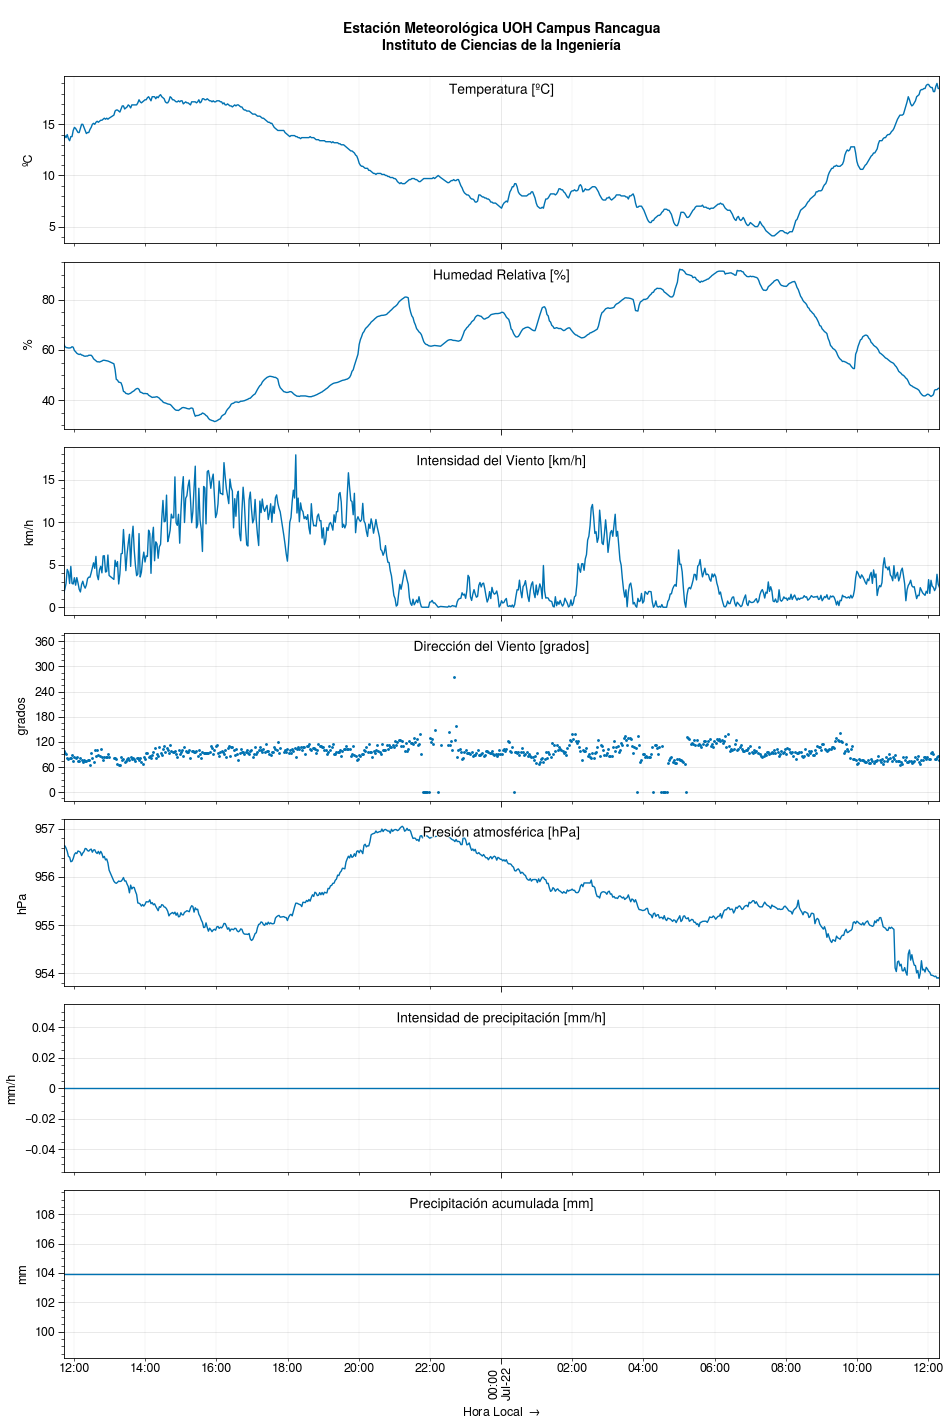 Estación Meteorológica UOH Campus Rancagua
Instituto de Ciencias de la Ingeniería
Temperatura [ºC]
15
10
5
ºC
Humedad Relativa [%]
80
60
40
%
Intensidad del Viento [km/h]
15
10
5
0
km/h
Dirección del Viento [grados]
360
300
240
180
120
60
0
grados
Presión atmosférica [hPa]
957
956
955
954
hPa
Intensidad de precipitación [mm/h]
0.04
0.02
0
−0.02
−0.04
mm/h
Precipitación acumulada [mm]
108
106
104
102
100
mm
12:00 14:00 16:00 18:00 20:00 22:00 00:00 02:00 04:00 06:00 08:00 10:00 12:00
Jul-22
Hora Local →